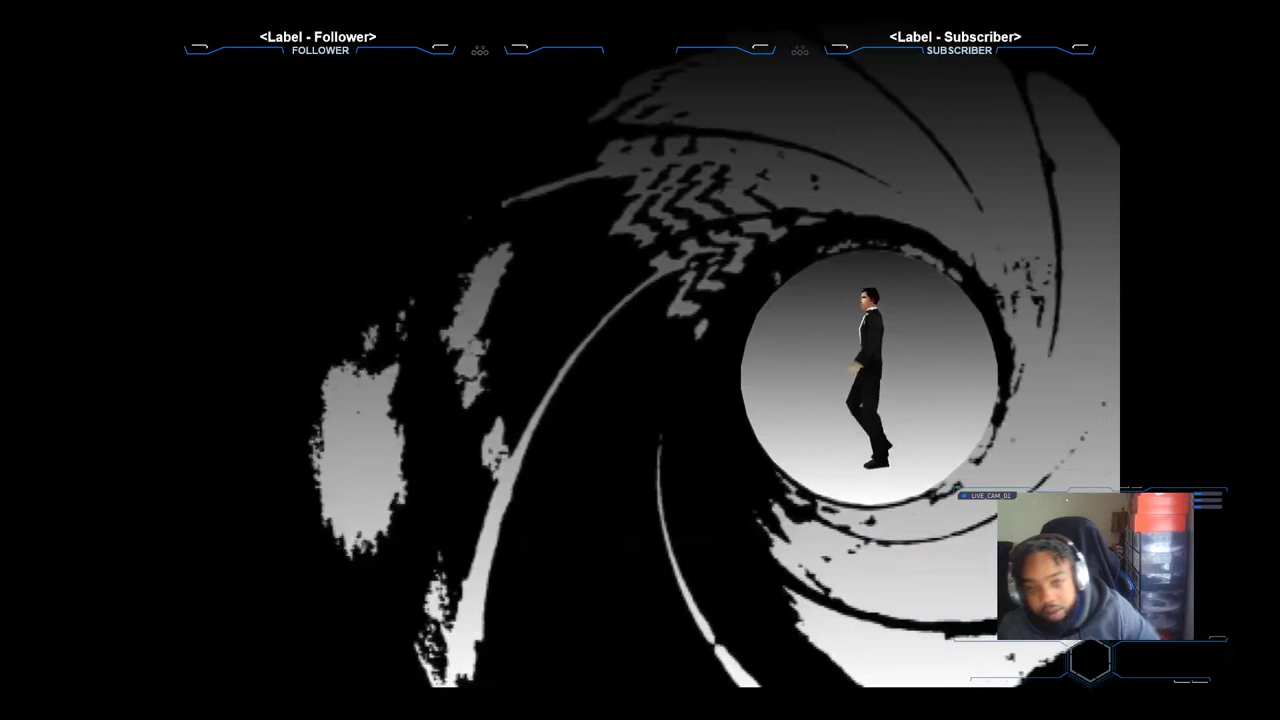 <Label - Follower>
FOLLOWER
<Label - Subscriber>
SUBSCRIBER
LIVE_CAM_01